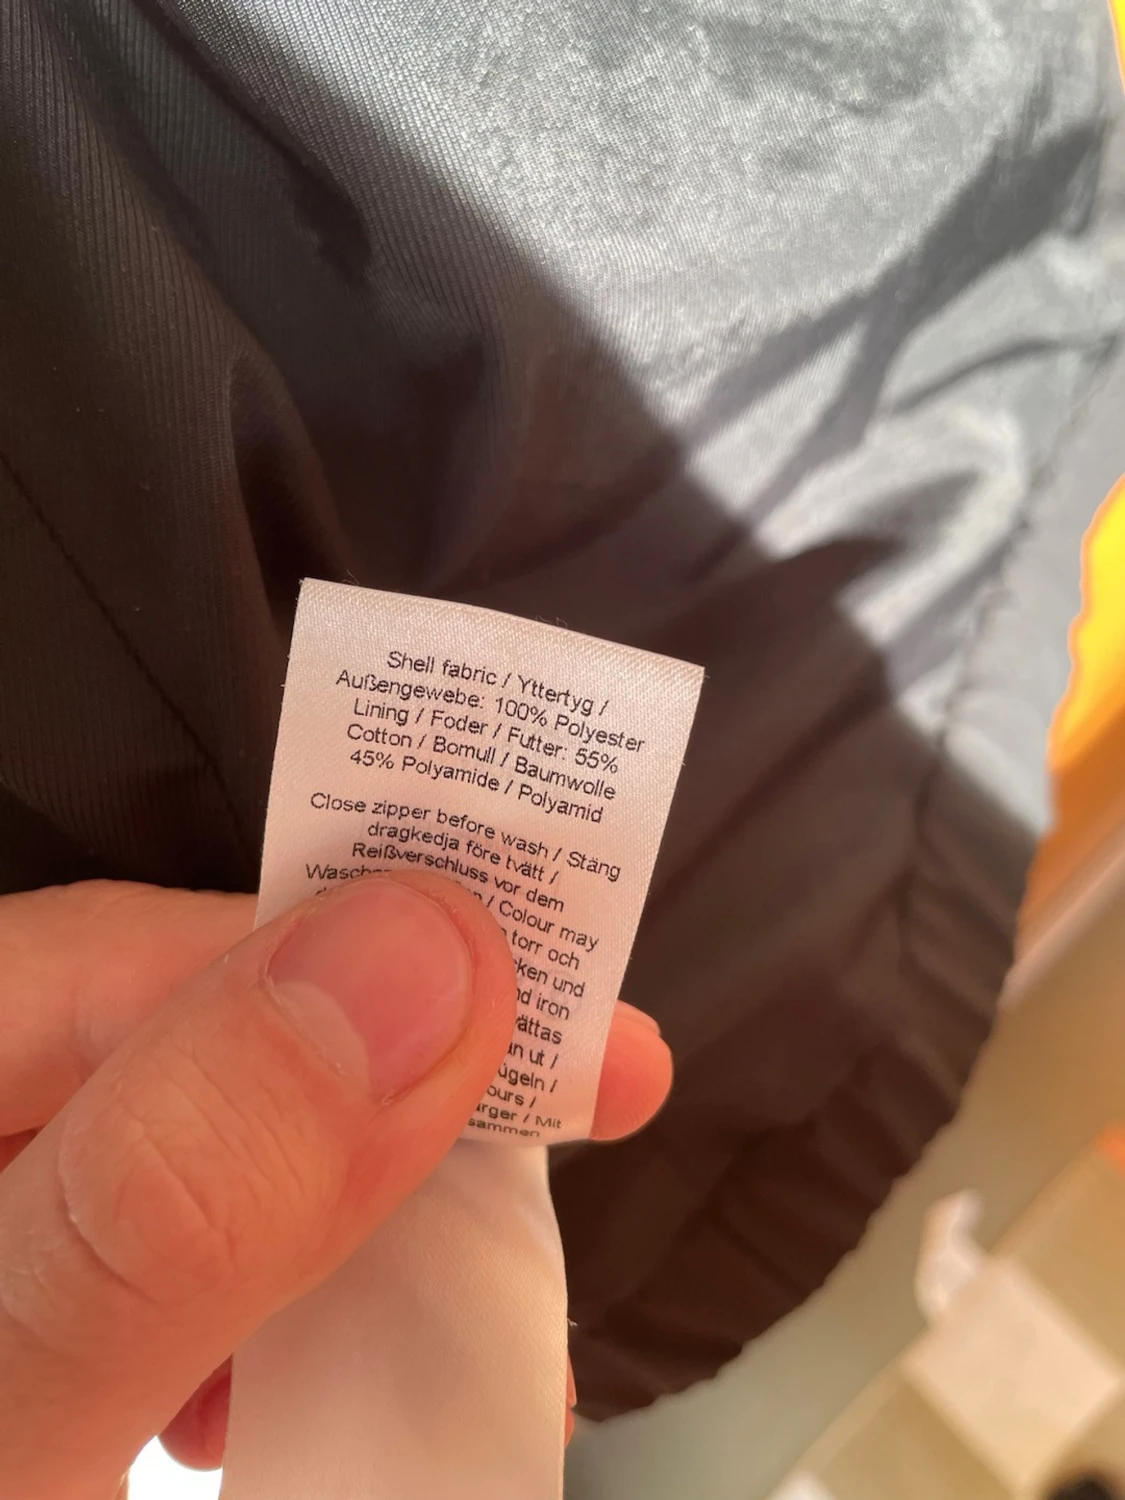 Shell fabric / Yttertyg /
Außengewebe: 100% Polyester
Lining / Foder / Futter: 55%
Cotton / Bomull / Baumwolle
45% Polyamide / Polyamid
Close zipper before wash / Stäng
dragkedja före tvätt /
Reißverschluss vor dem
/ Colour may
torr och
und
iron
ut /
/
/
/ Mit